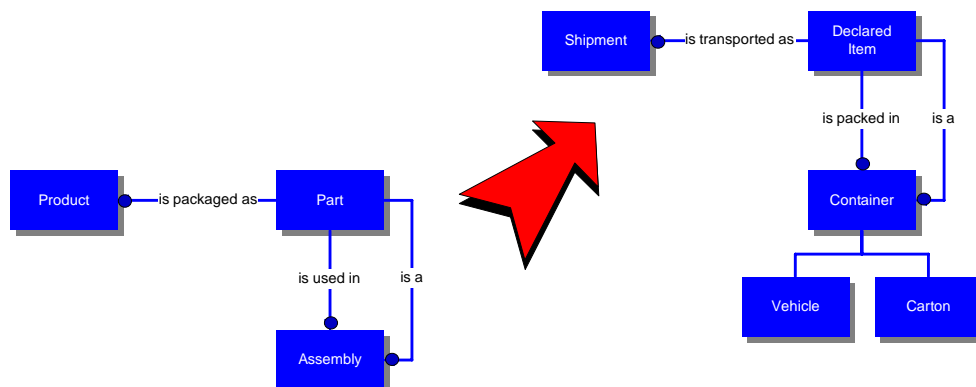 Shipment
is transported as
Declared
Item
is packed in
is a
Container
Vehicle
Carton
Product
is packaged as
Part
is used in
is a
Assembly